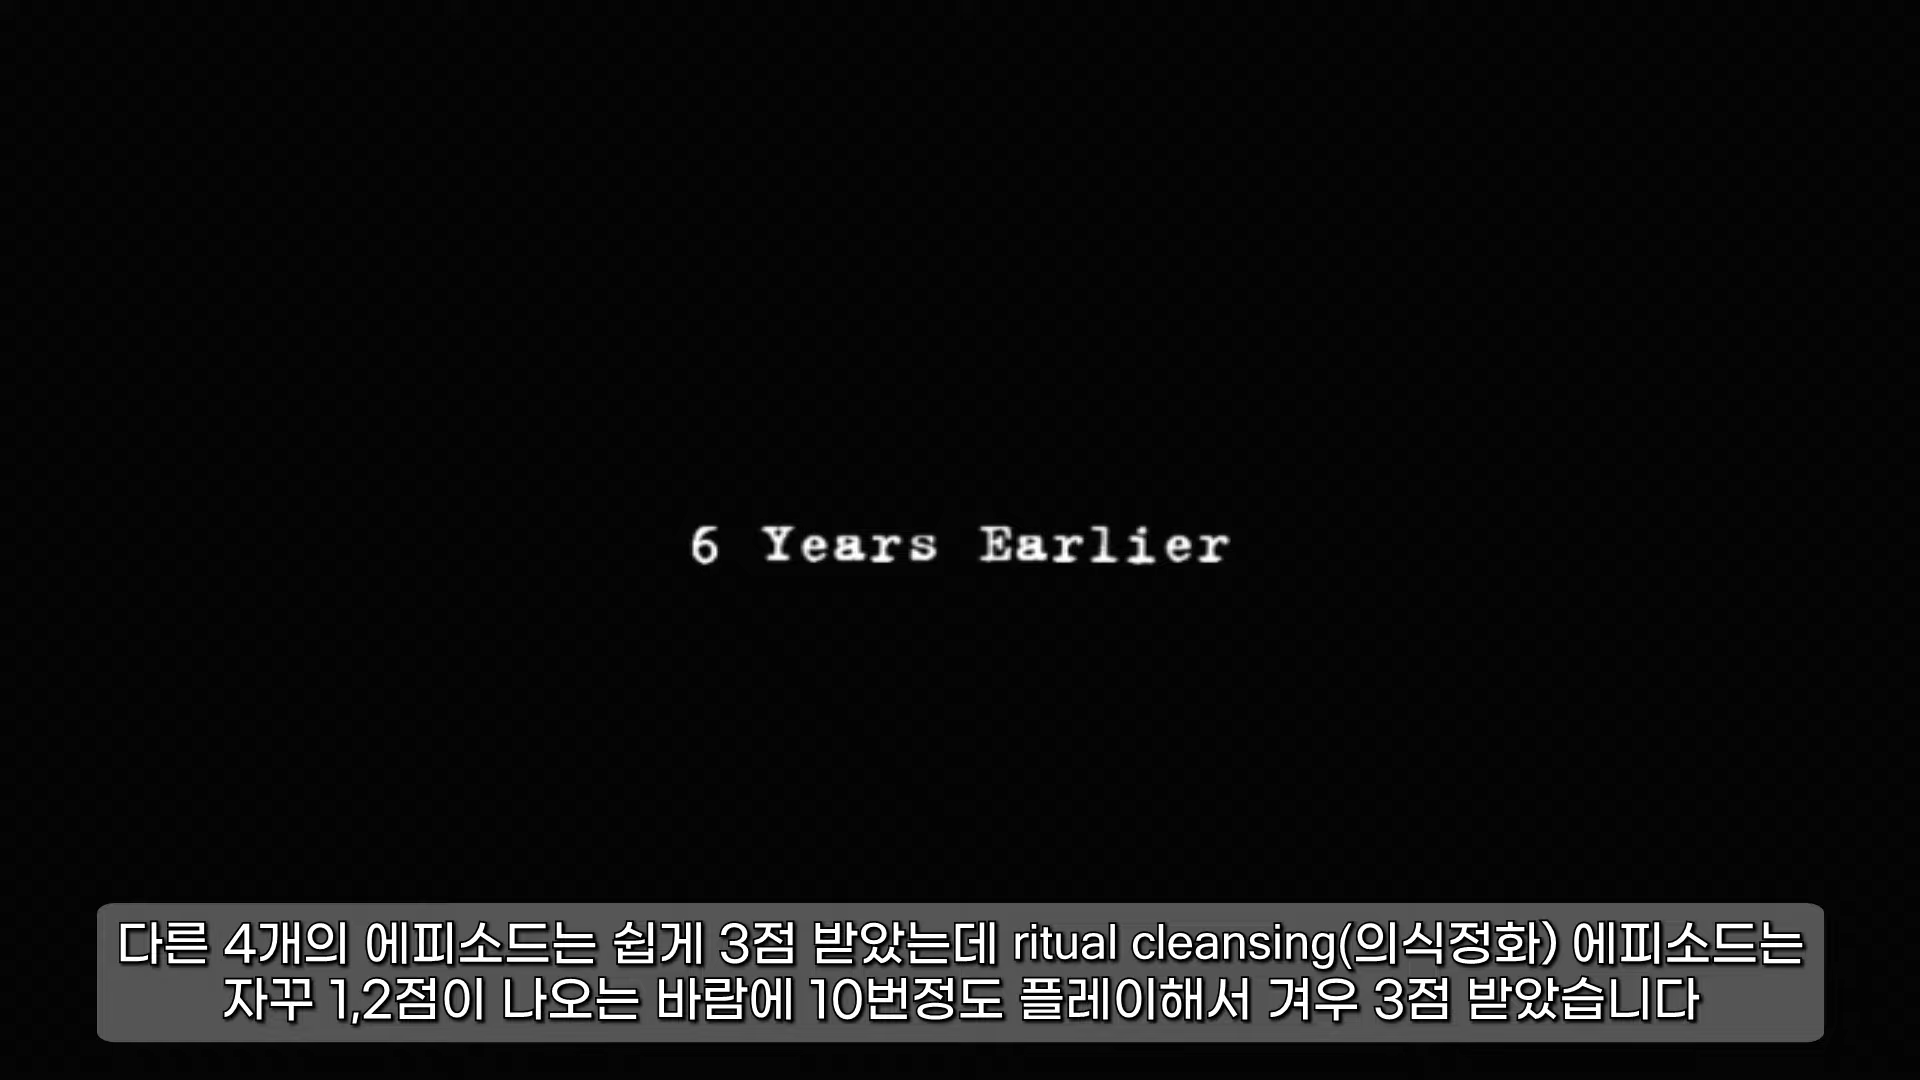 6 Years Earlier
다른 4개의 에피소드는 쉽게 3점 받았는데 ritual cleansing(의식정화) 에피소드는
자꾸 1,2점이 나오는 바람에 10번정도 플레이해서 겨우 3점 받았습니다